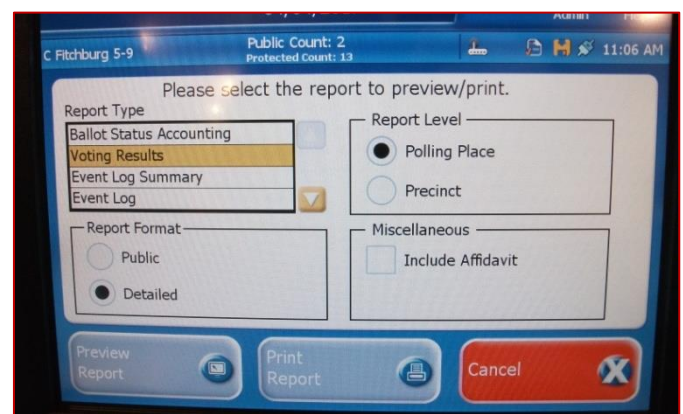 Admin
C Fitchburg 5-9
Public Count: 2
Protected Count: 13
11:06 AM
Please select the report to preview/print.
Report Type
Ballot Status Accounting
Voting Results
Event Log Summary
Event Log
Report Level
Polling Place
Precinct
Report Format
Public
Detailed
Miscellaneous
Include Affidavit
Preview
Report
Print
Report
Cancel